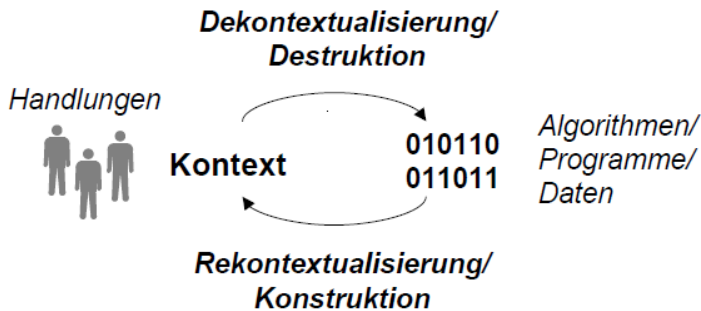 Dekontextualisierung/
Destruktion
Handlungen
Kontext
010110
011011
Algorithmen/
Programme/
Daten
Rekontextualisierung/
Konstruktion